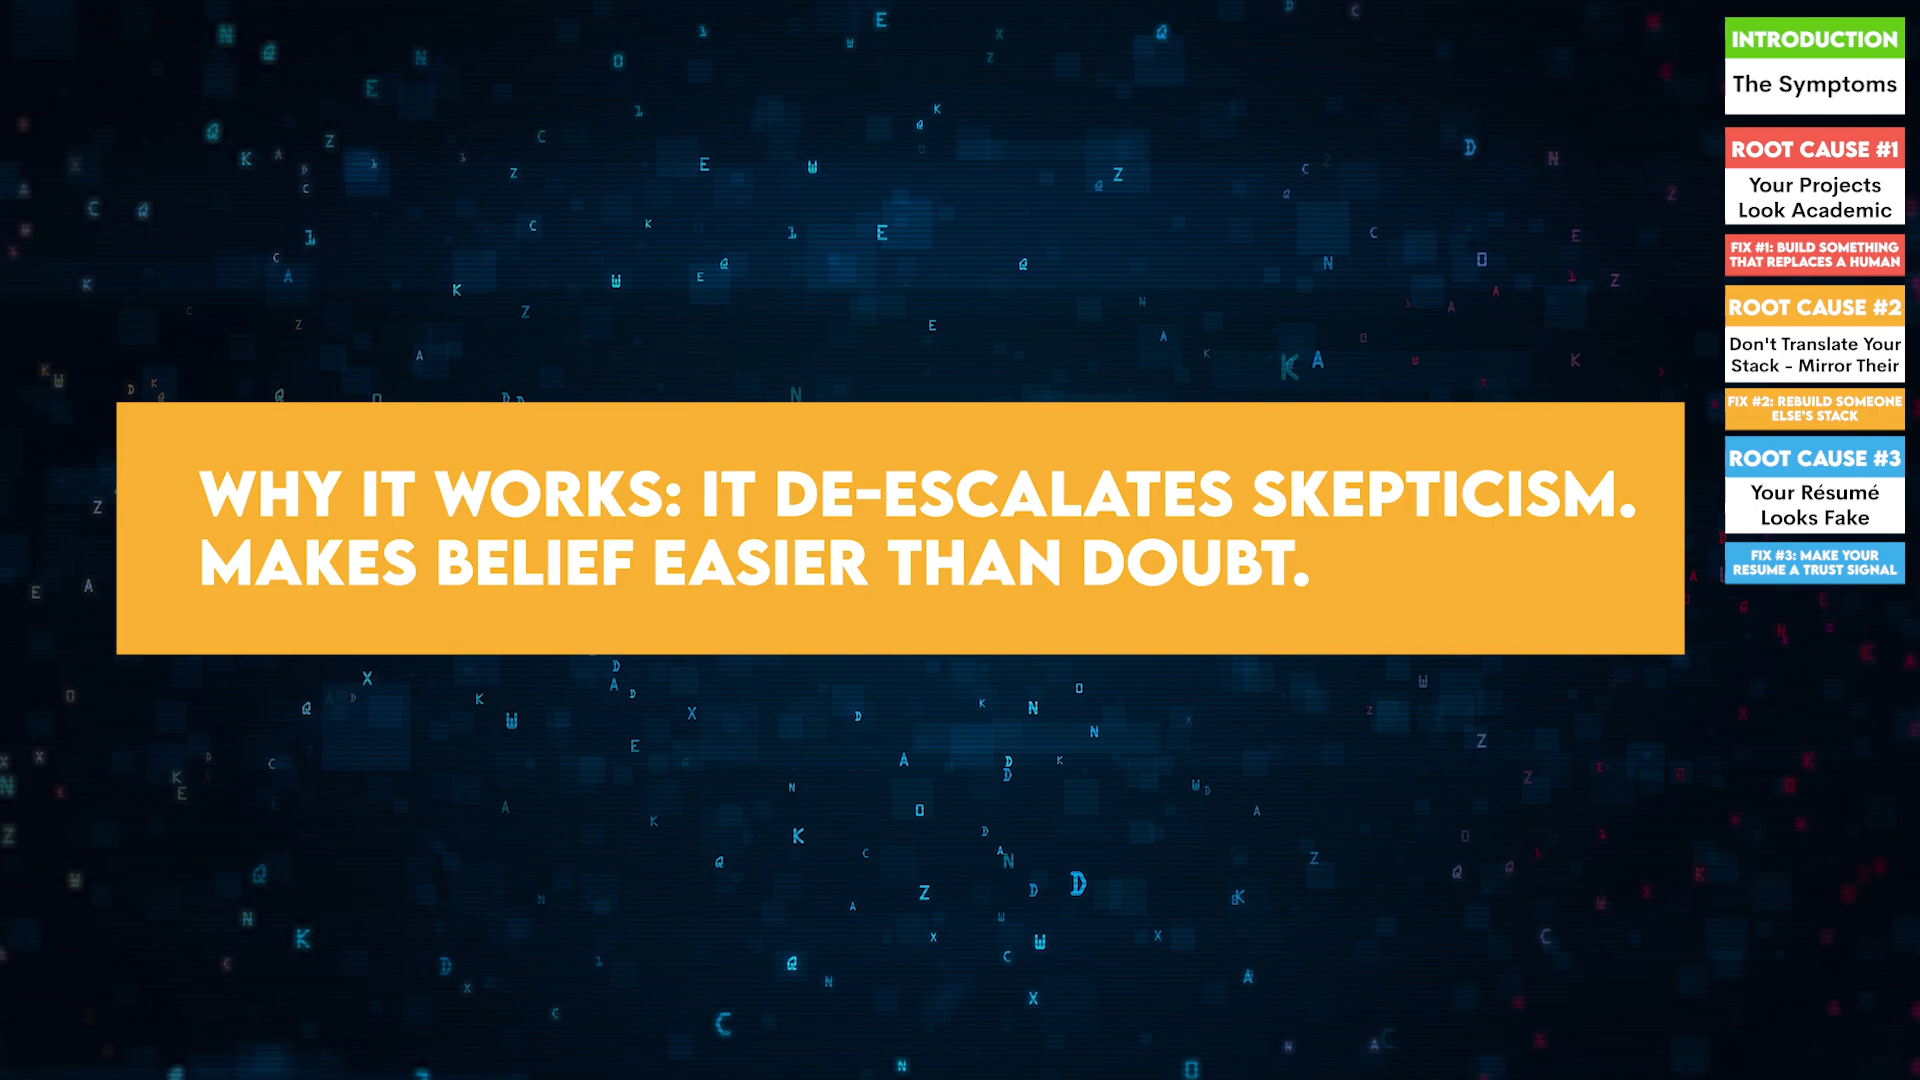 WHY IT WORKS: IT DE-ESCALATES SKEPTICISM.
MAKES BELIEF EASIER THAN DOUBT.
INTRODUCTION
The Symptoms
ROOT CAUSE #1
Your Projects
Look Academic
FIX #1: BUILD SOMETHING
THAT REPLACES A HUMAN
ROOT CAUSE #2
Don't Translate Your
Stack - Mirror Their
FIX #2: REBUILD SOMEONE
ELSE'S STACK
ROOT CAUSE #3
Your Résumé
Looks Fake
FIX #3: MAKE YOUR
RESUME A TRUST SIGNAL